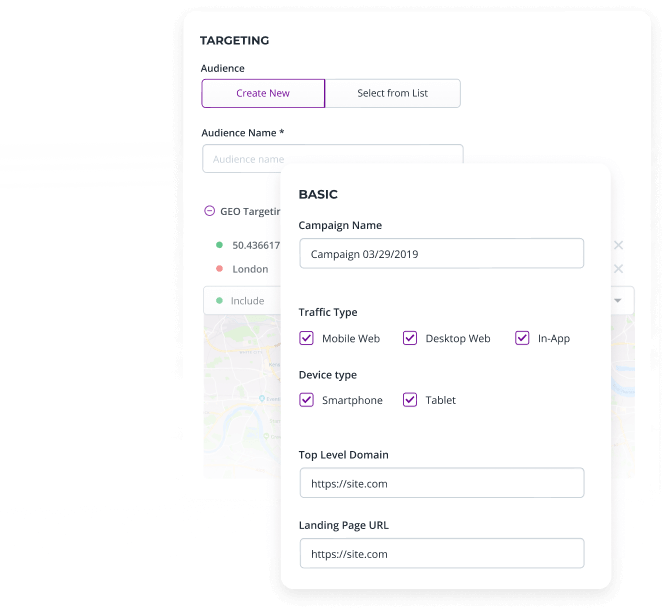 TARGETING
Audience
Create New
Select from List
Audience Name *
Audience name
GEO
50.436617
London
Include
BASIC
Campaign Name
Campaign 03/29/2019
Traffic Type
Mobile Web
Desktop Web
In-App
Device type
Smartphone
Tablet
Top Level Domain
https://site.com
Landing Page URL
https://site.com